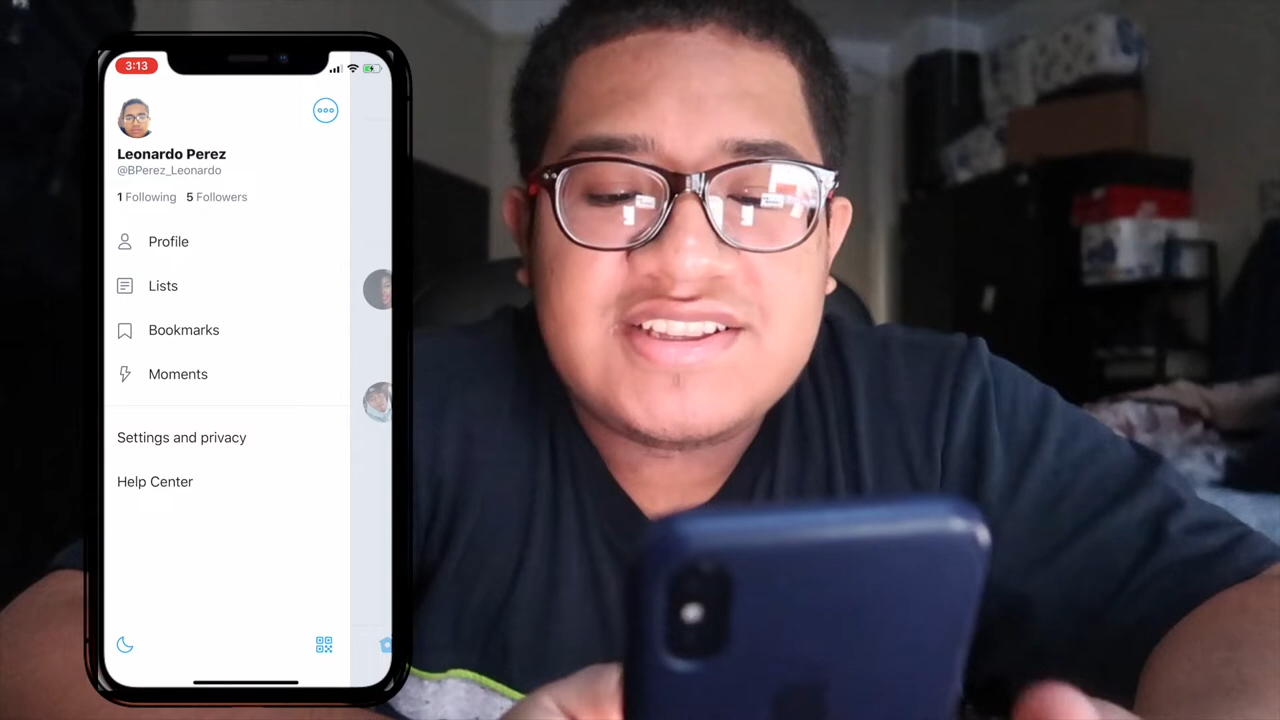 3:13
Leonardo Perez
@BPerez_Leonardo
1 Following 5 Followers
Profile
Lists
Bookmarks
Moments
Settings and privacy
Help Center